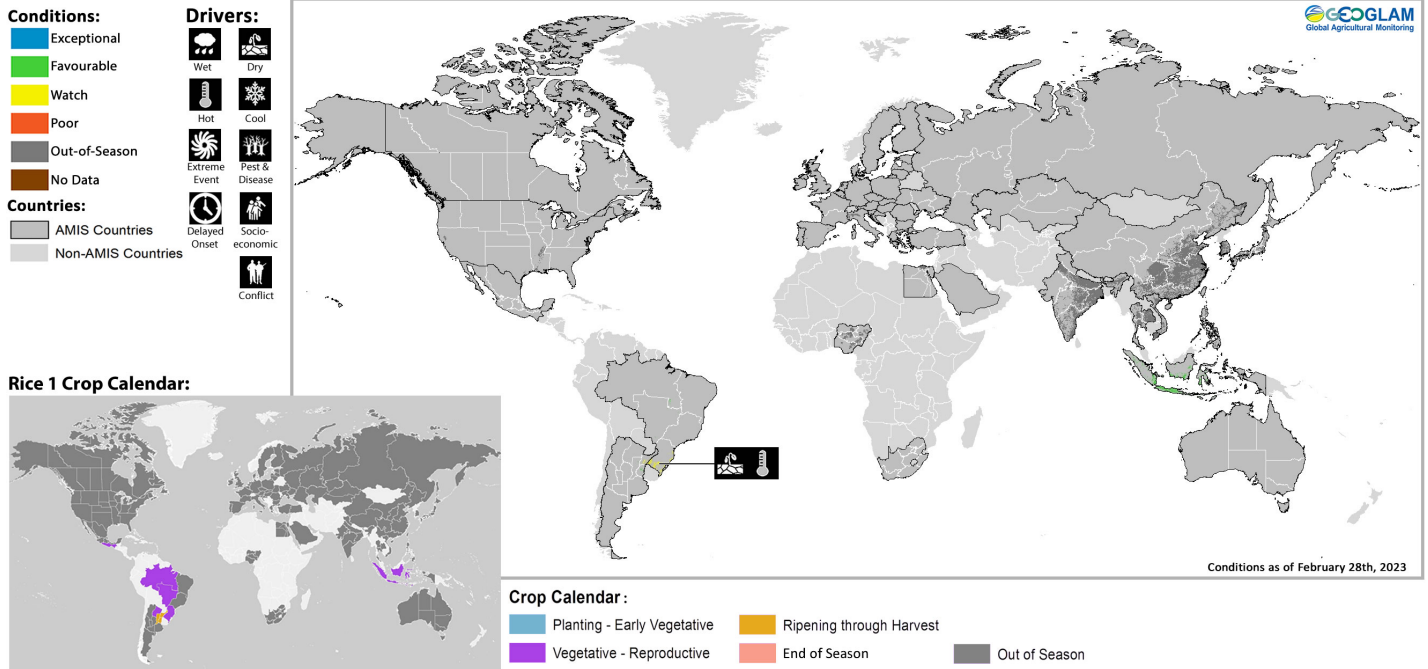 Conditions:
Exceptional
Favourable
Watch
Poor
Out-of-Season
No Data
Countries:
AMIS Countries
Non-AMIS Countries
Drivers:
Wet
Dry
Hot
Cool
Extreme
Event
Pest &
Disease
Delayed
Onset
Socio-
economic
Conflict
GEOGLAM
Global Agricultural Monitoring
Conditions as of February 28th, 2023
Rice 1 Crop Calendar:
Crop Calendar :
Planting - Early Vegetative
Ripening through Harvest
Vegetative - Reproductive
End of Season
Out of Season